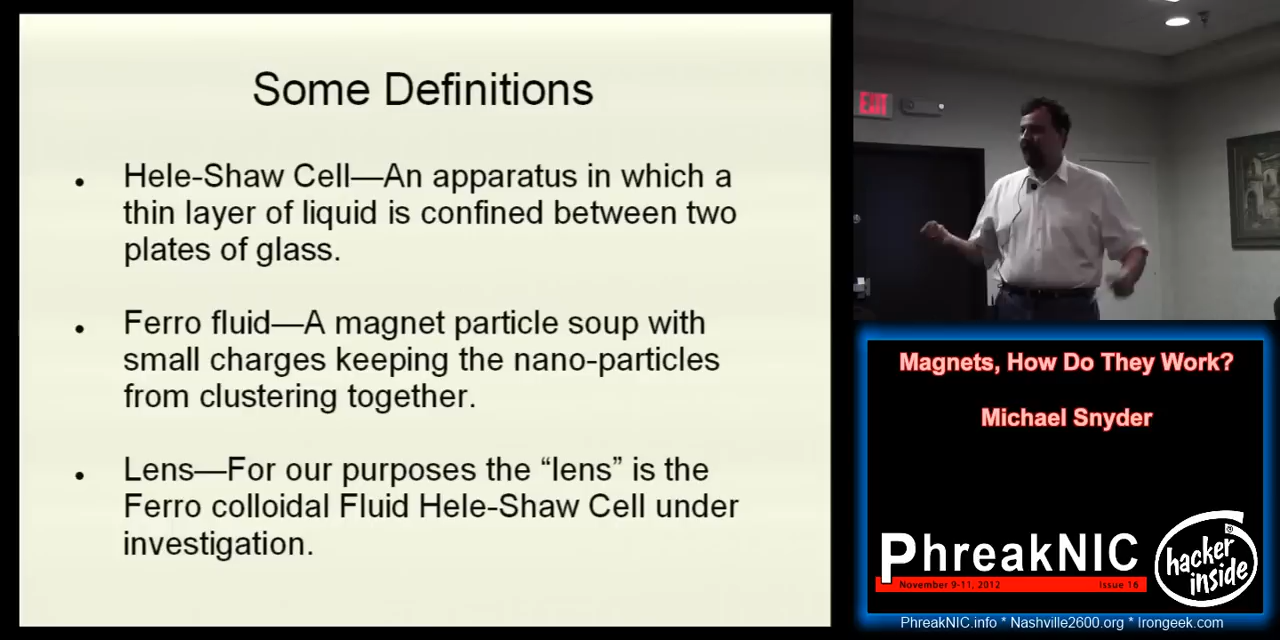 Some Definitions
• Hele-Shaw Cell—An apparatus in which a
thin layer of liquid is confined between two
plates of glass.
• Ferro fluid—A magnet particle soup with
small charges keeping the nano-particles
from clustering together.
• Lens—For our purposes the “lens” is the
Ferro colloidal Fluid Hele-Shaw Cell under
investigation.
EXIT
Magnets, How Do They Work?
Michael Snyder
PhreakNIC
November 9-11, 2012 Issue 16
hacker
inside
PhreakNIC.info * Nashville2600.org * Irongeek.com